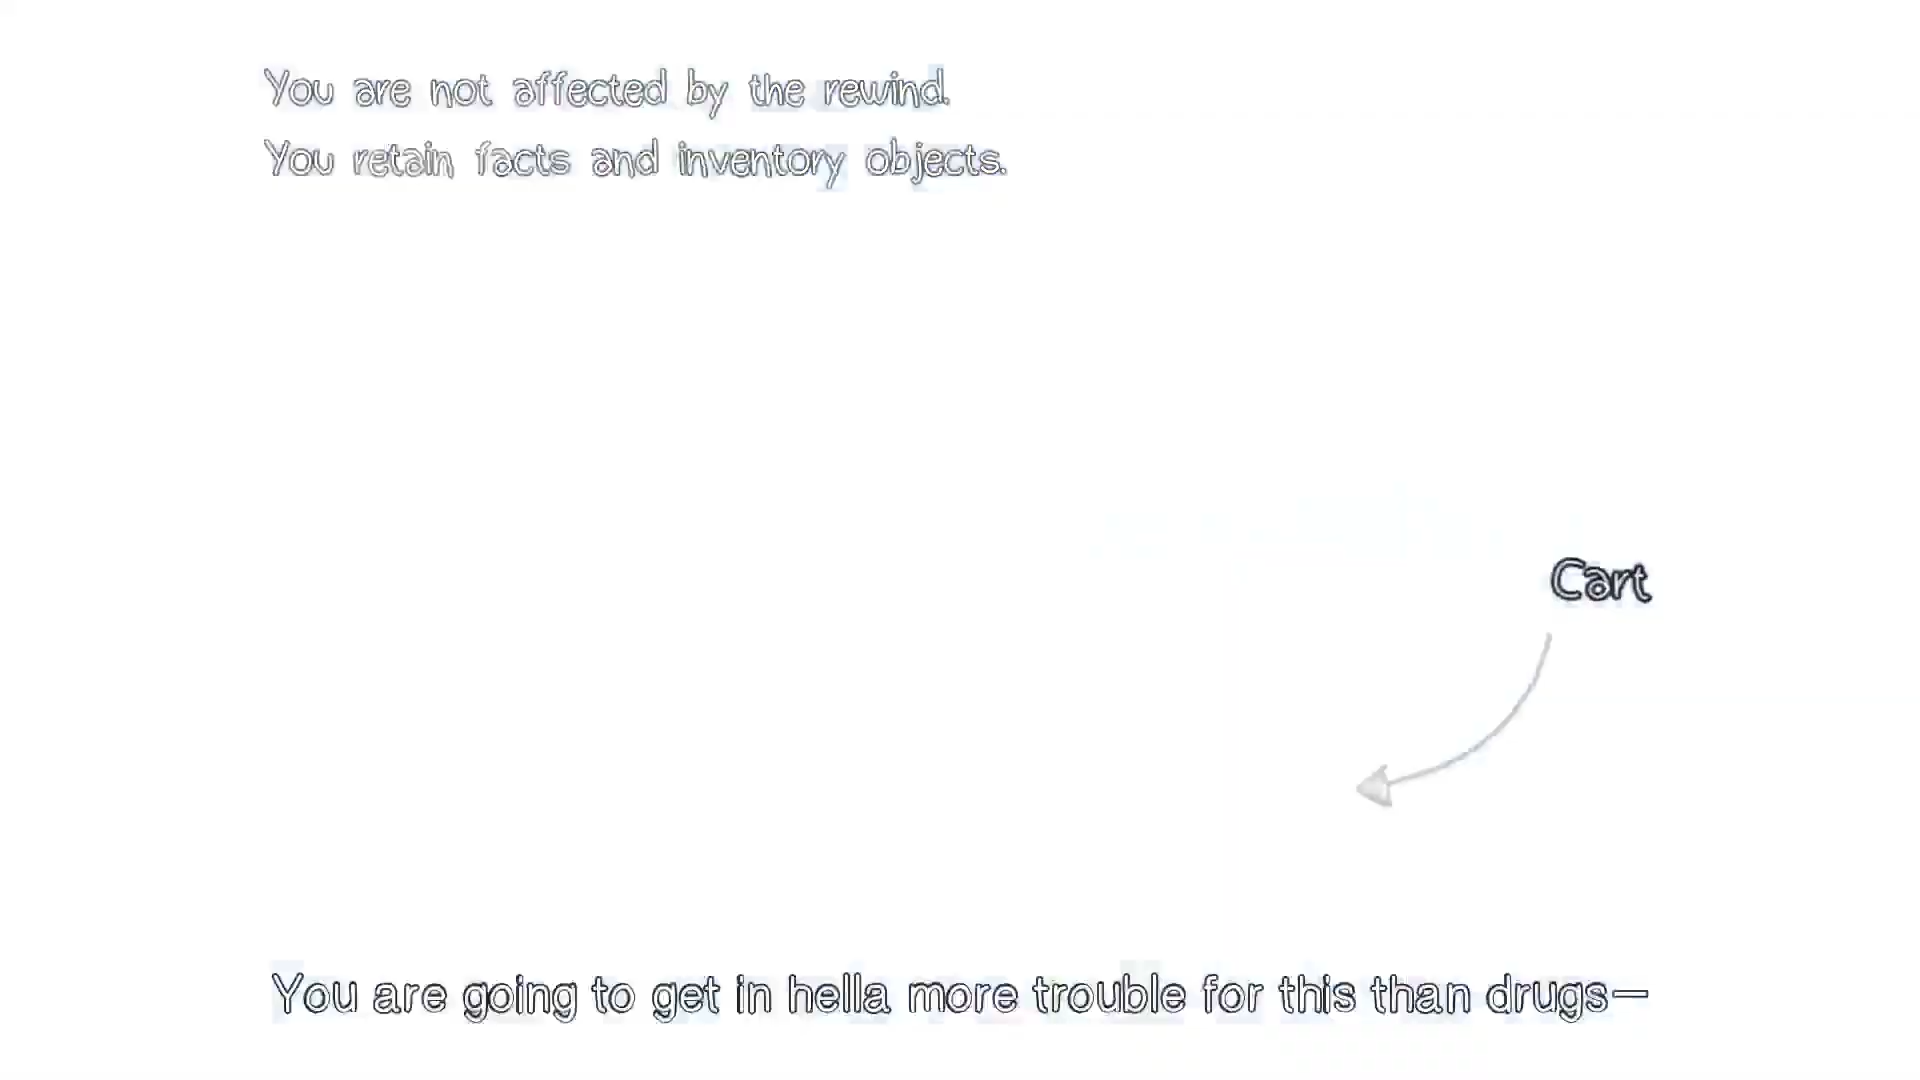 You are not affected by the rewind.
You retain facts and inventory objects.
Cart
You are going to get in hella more trouble for this than drugs—